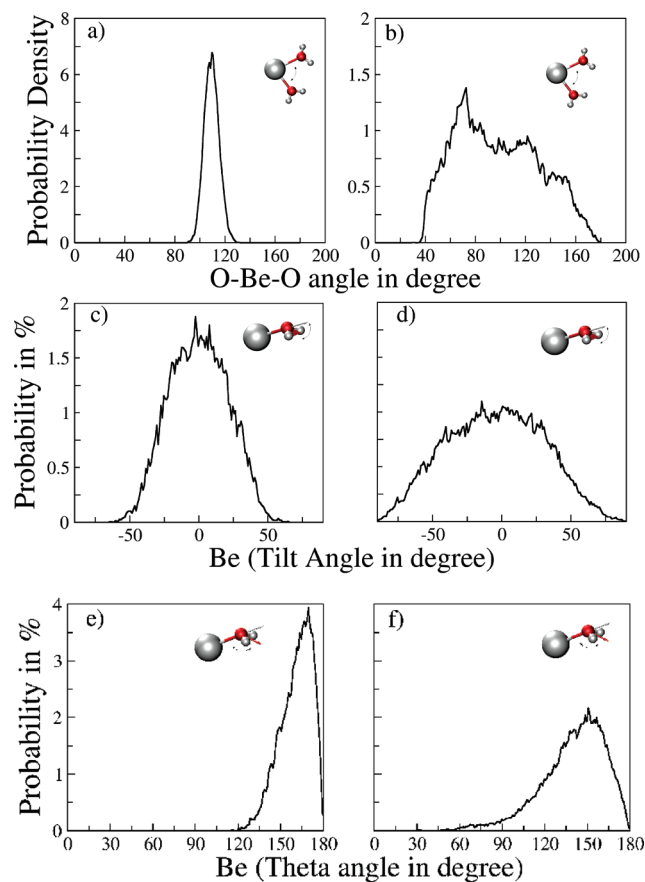 a)
b)
Probability Density
8
6
4
2
0
2
1.5
1
0.5
0
0 40 80 120 160 200
0 40 80 120 160 200
O-Be-O angle in degree
c)
d)
Probability in %
2
1.5
1
0.5
0
-50 0 50
-50 0 50
Be (Tilt Angle in degree)
e)
f)
Probability in %
4
3
2
1
0
0 30 60 90 120 150 180
0 30 60 90 120 150 180
Be (Theta angle in degree)